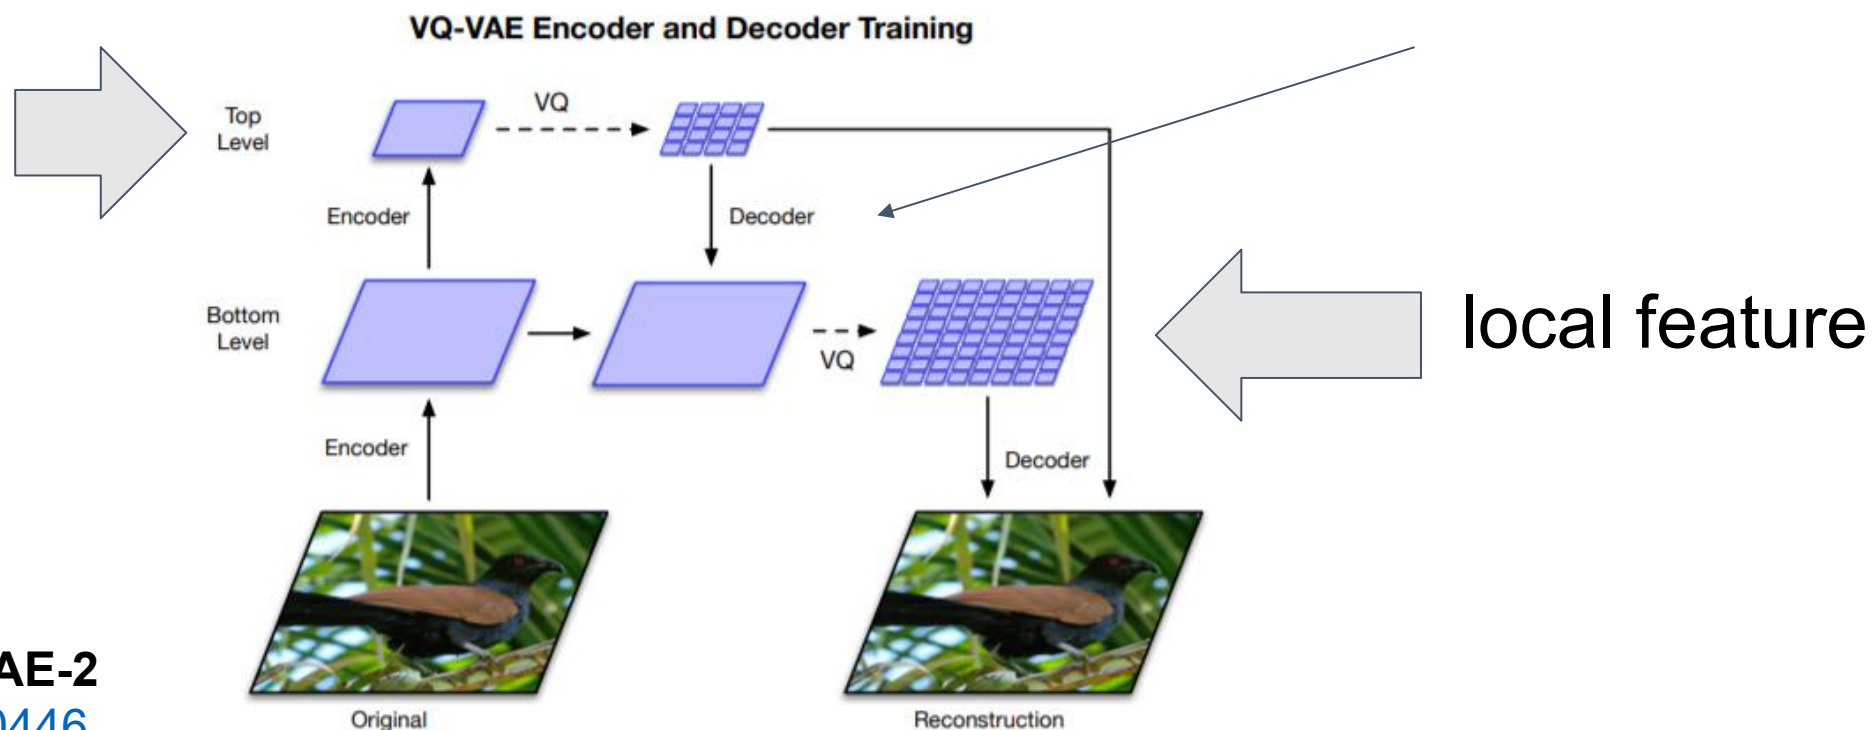 VQ-VAE Encoder and Decoder Training
Top
Level
VQ
Encoder
Decoder
Bottom
Level
VQ
local feature
Encoder
Decoder
AE-2
0446
Original
Reconstruction